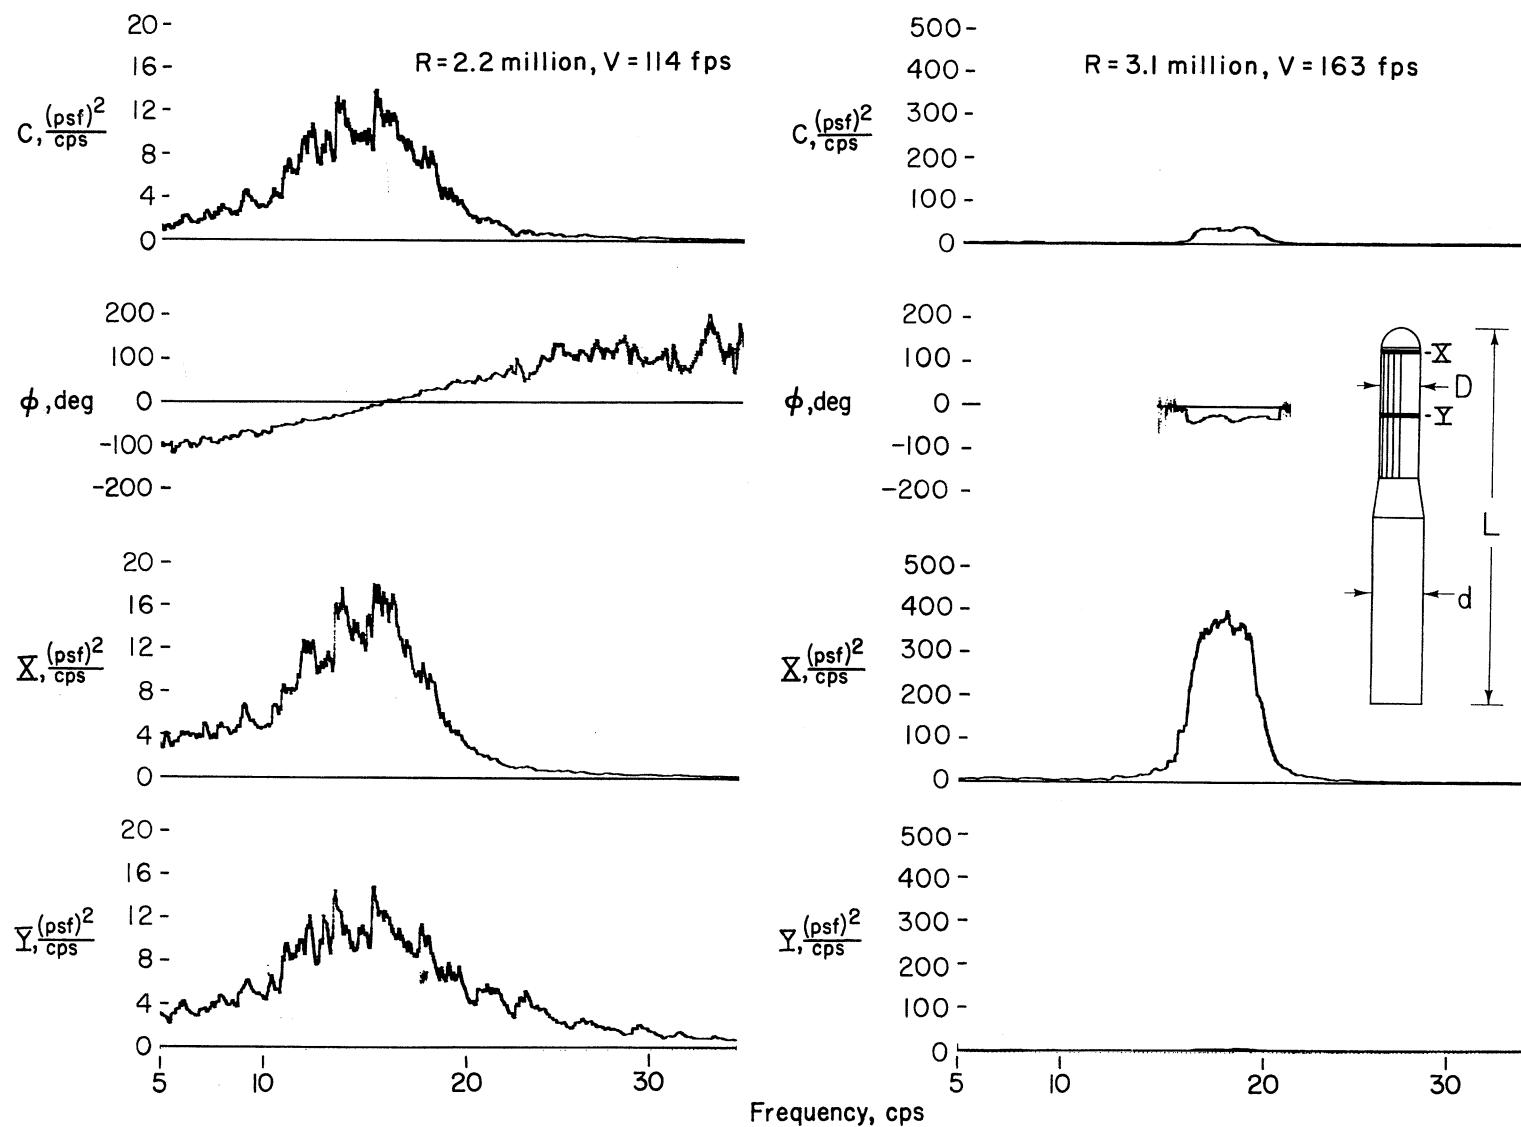 R = 2.2 million, V = 114 fps
20
16
12
8
4
0
C, (psf)²/cps
200
100
0
-100
-200
ϕ, deg
20
16
12
8
4
0
X, (psf)²/cps
20
16
12
8
4
0
Y, (psf)²/cps
5 10 20 30
R = 3.1 million, V = 163 fps
500
400
300
200
100
0
C, (psf)²/cps
200
100
0
-100
-200
ϕ, deg
X
D
Y
L
d
500
400
300
200
100
0
X, (psf)²/cps
500
400
300
200
100
0
Y, (psf)²/cps
5 10 20 30
Frequency, cps